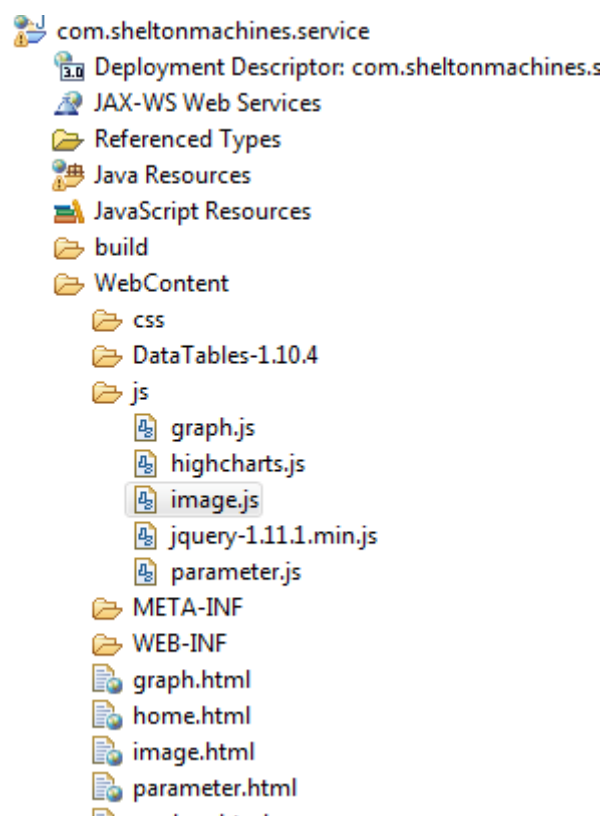 com.sheltonmachines.service
3.0 Deployment Descriptor: com.sheltonmachines.s
JAX-WS Web Services
Referenced Types
Java Resources
JavaScript Resources
build
WebContent
css
DataTables-1.10.4
js
graph.js
highcharts.js
image.js
jquery-1.11.1.min.js
parameter.js
META-INF
WEB-INF
graph.html
home.html
image.html
parameter.html